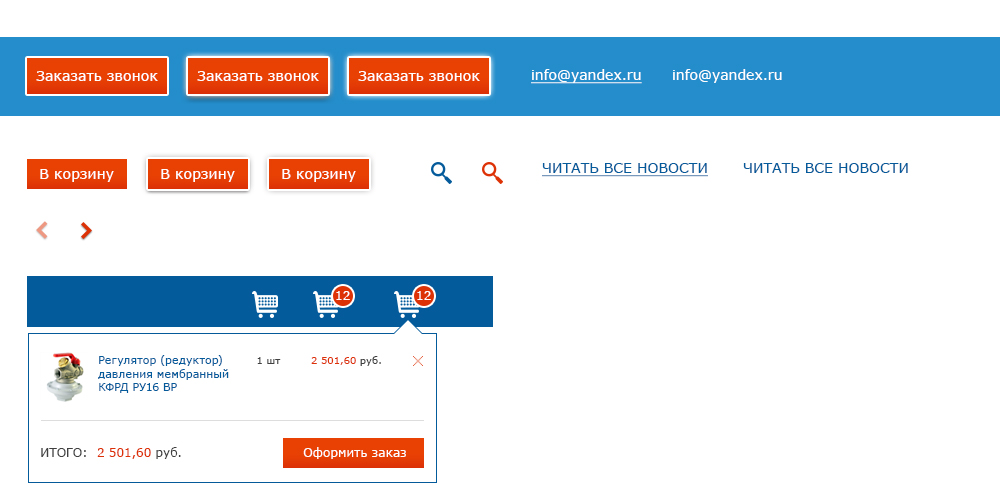 Заказать звонок Заказать звонок Заказать звонок info@yandex.ru info@yandex.ru
В корзину В корзину В корзину ЧИТАТЬ ВСЕ НОВОСТИ ЧИТАТЬ ВСЕ НОВОСТИ
12 12
Регулятор (редуктор) 1 шт 2 501,60 руб.
давления мембранный
КФРД РУ16 ВР
ИТОГО: 2 501,60 руб. Оформить заказ